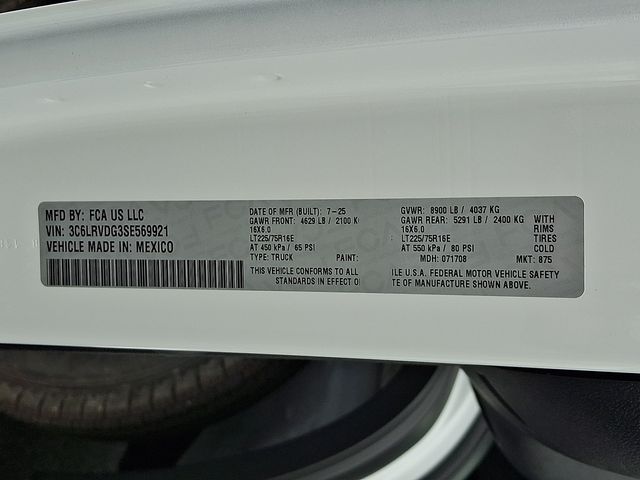 MFD BY: FCA US LLC
VIN: 3C6LRVDG3SE569921
VEHICLE MADE IN: MEXICO
DATE OF MFR (BUILT): 7-25
GAWR FRONT: 4629 LB / 2100 K
16X6.0
LT225/75R16E
AT 450 kPa / 65 PSI
TYPE: TRUCK PAINT:
THIS VEHICLE CONFORMS TO ALL
STANDARDS IN EFFECT O
GVWR: 8900 LB / 4037 KG
GAWR REAR: 5291 LB / 2400 KG WITH
16X6.0 RIMS
LT225/75R16E TIRES
AT 550 kPa / 80 PSI COLD
MDH: 071708 MKT: 875
ILE U.S.A. FEDERAL MOTOR VEHICLE SAFETY
TE OF MANUFACTURE SHOWN ABOVE.